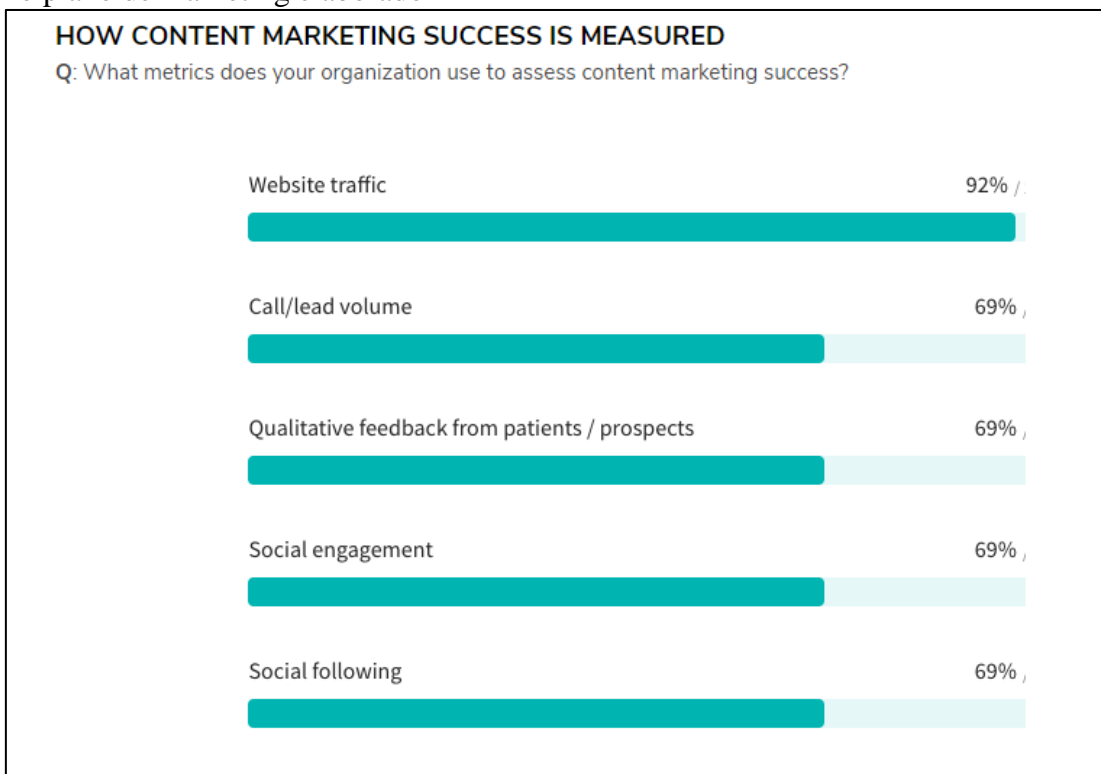 HOW CONTENT MARKETING SUCCESS IS MEASURED
Q: What metrics does your organization use to assess content marketing success?
Website traffic 92% /
Call/lead volume 69% /
Qualitative feedback from patients / prospects 69% /
Social engagement 69% /
Social following 69% /